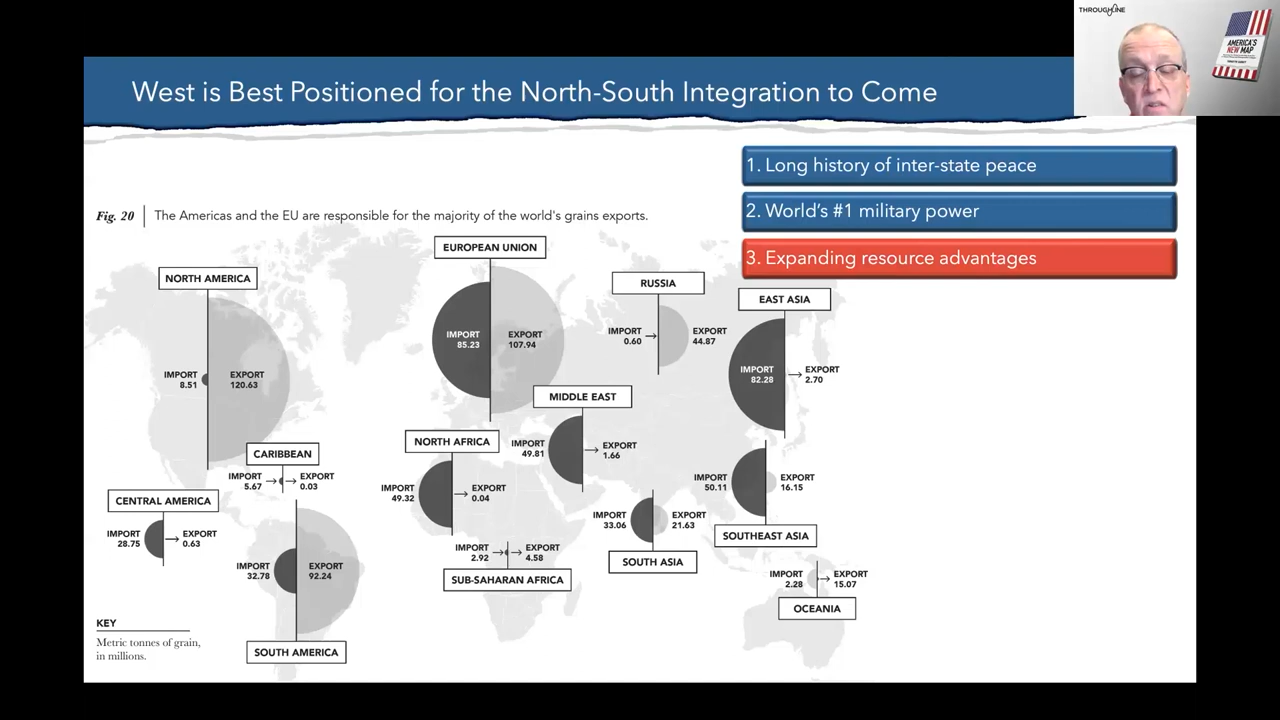 THROUGHLINE
AMERICA'S
NEW MAP
West is Best Positioned for the North-South Integration to Come
1. Long history of inter-state peace
2. World's #1 military power
3. Expanding resource advantages
Fig. 20 The Americas and the EU are responsible for the majority of the world's grains exports.
NORTH AMERICA
IMPORT
8.51
EXPORT
120.63
EUROPEAN UNION
IMPORT
85.23
EXPORT
107.94
RUSSIA
IMPORT
0.60
EXPORT
44.87
EAST ASIA
IMPORT
82.28
EXPORT
2.70
MIDDLE EAST
IMPORT
49.81
EXPORT
1.66
NORTH AFRICA
IMPORT
49.32
EXPORT
0.04
CARIBBEAN
IMPORT
5.67
EXPORT
0.03
CENTRAL AMERICA
IMPORT
28.75
EXPORT
0.63
IMPORT
32.78
EXPORT
92.24
SOUTH AMERICA
IMPORT
2.92
EXPORT
4.58
SUB-SAHARAN AFRICA
IMPORT
33.06
EXPORT
21.63
SOUTH ASIA
IMPORT
50.11
EXPORT
16.15
SOUTHEAST ASIA
IMPORT
2.28
EXPORT
15.07
OCEANIA
KEY
Metric tonnes of grain,
in millions.